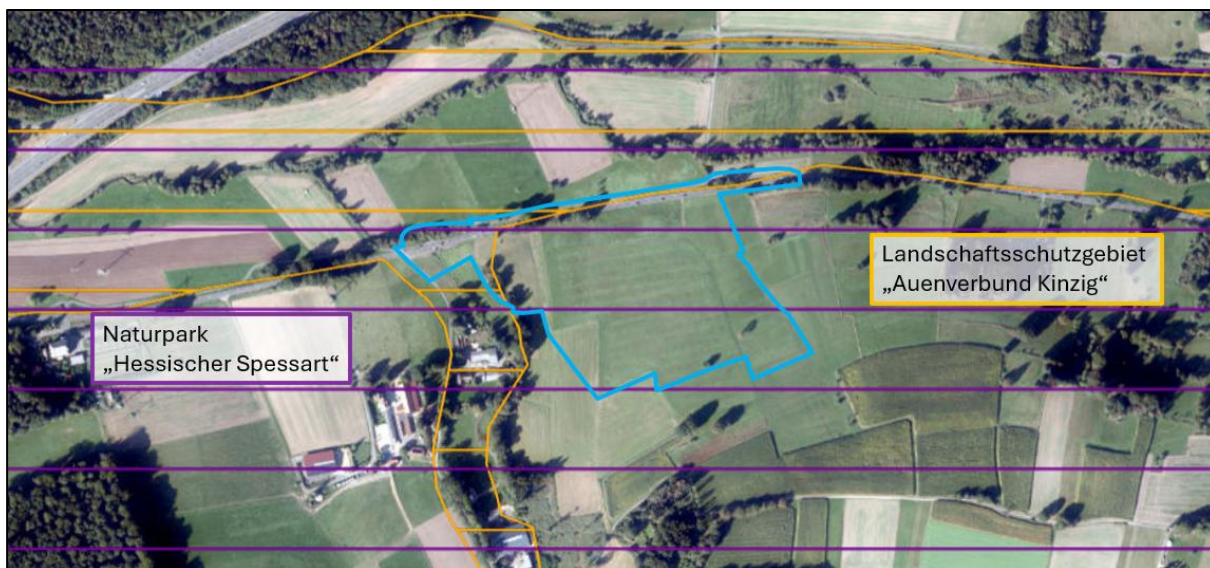 Landschaftsschutzgebiet
„Auenverbund Kinzig“
Naturpark
„Hessischer Spessart“